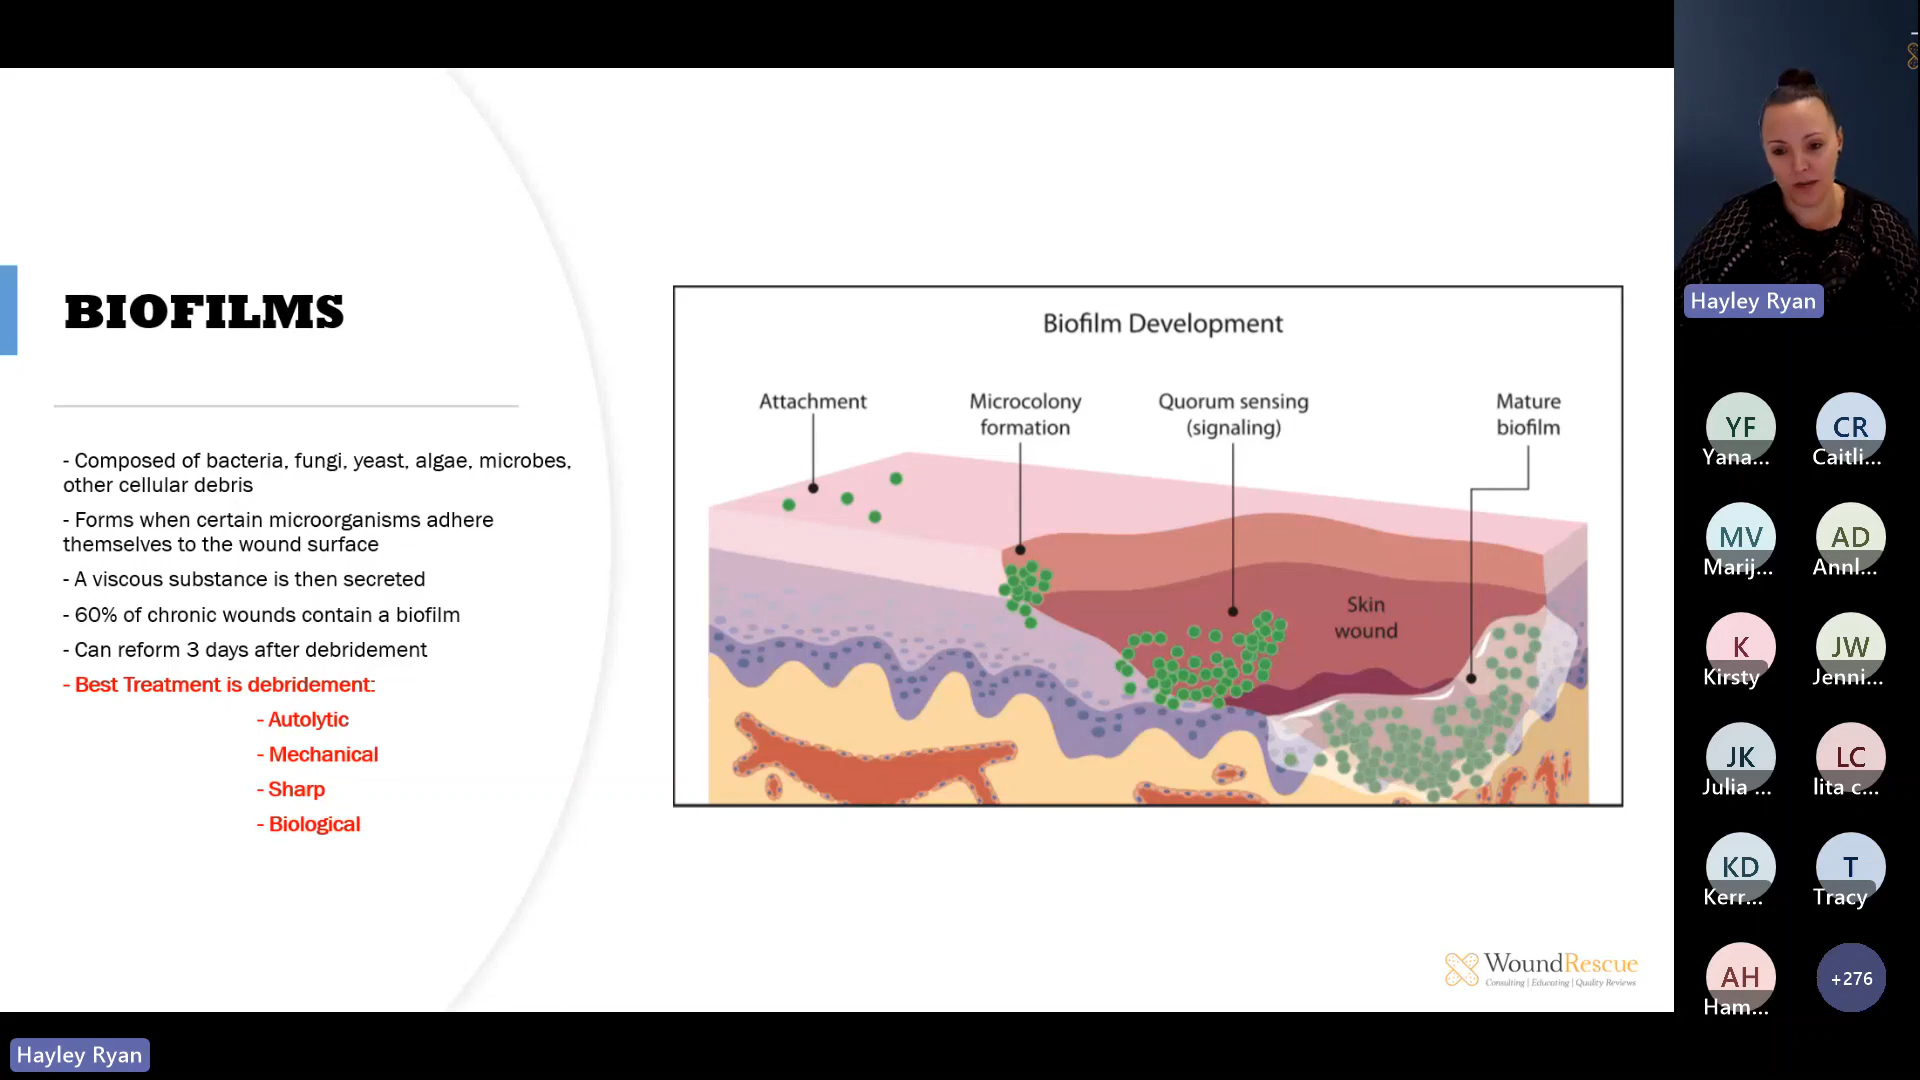 BIOFILMS
- Composed of bacteria, fungi, yeast, algae, microbes,
other cellular debris
- Forms when certain microorganisms adhere
themselves to the wound surface
- A viscous substance is then secreted
- 60% of chronic wounds contain a biofilm
- Can reform 3 days after debridement
- Best Treatment is debridement:
- Autolytic
- Mechanical
- Sharp
- Biological
Biofilm Development
Attachment
Microcolony
formation
Quorum sensing
(signaling)
Mature
biofilm
Skin
wound
WoundRescue
Consulting | Educating | Quality Reviews
Hayley Ryan
Hayley Ryan
YF
Yana...
CR
Caitli...
MV
Marij...
AD
Annl...
K
Kirsty
JW
Jenni...
JK
Julia ...
LC
lita c...
KD
Kerr...
T
Tracy
AH
Ham...
+276